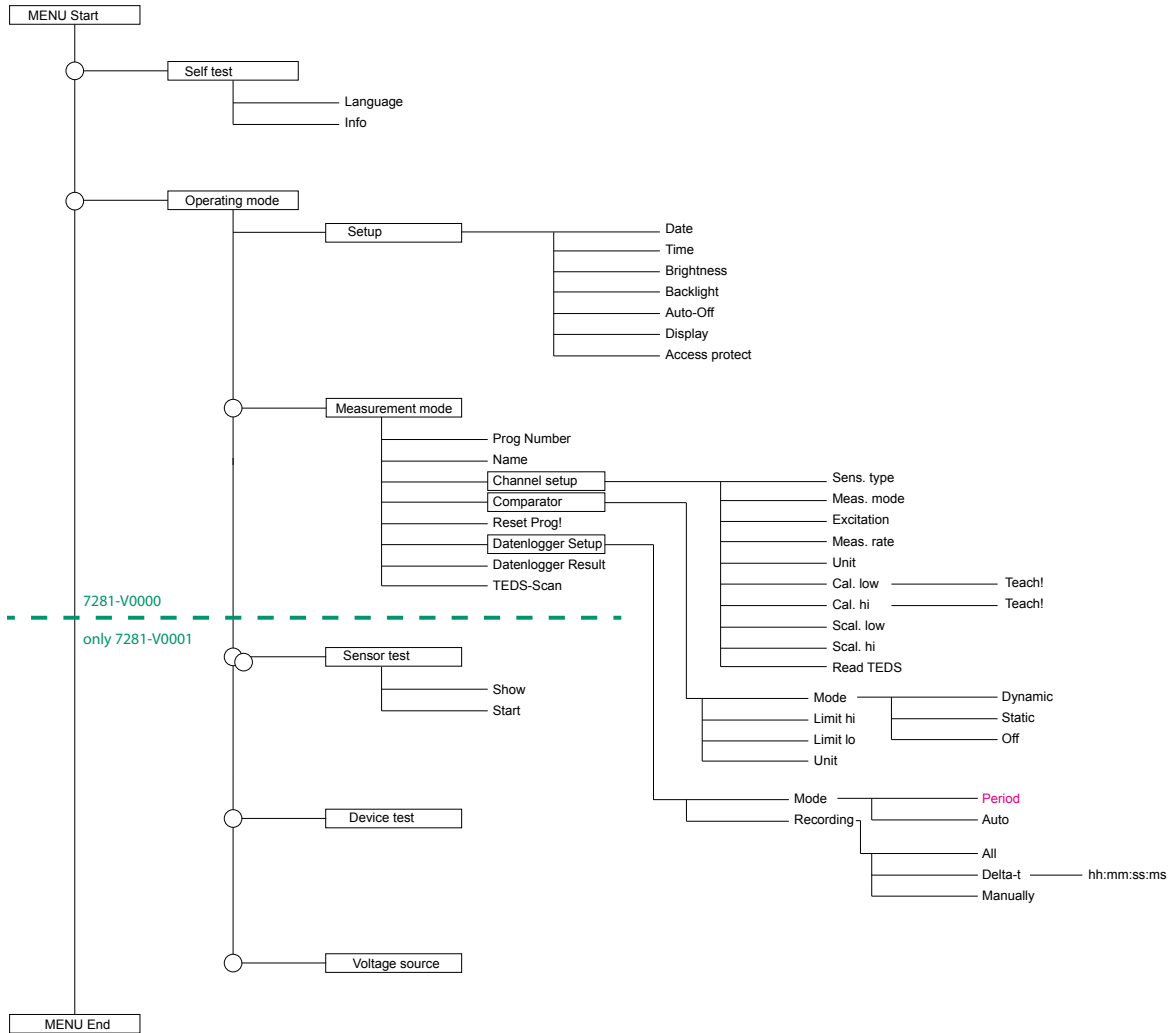 MENU Start
Self test
Language
Info
Operating mode
Setup
Date
Time
Brightness
Backlight
Auto-Off
Display
Access protect
Measurement mode
Prog Number
Name
Channel setup
Comparator
Reset Prog!
Datenlogger Setup
Datenlogger Result
TEDS-Scan
Sens. type
Meas. mode
Excitation
Meas. rate
Unit
Cal. low Teach!
Cal. hi Teach!
Scal. low
Scal. hi
Read TEDS
7281-V0000
only 7281-V0001
Sensor test
Show
Start
Mode
Dynamic
Static
Off
Limit hi
Limit lo
Unit
Mode
Period
Auto
Recording
All
Delta-t hh:mm:ss:ms
Manually
Device test
Voltage source
MENU End